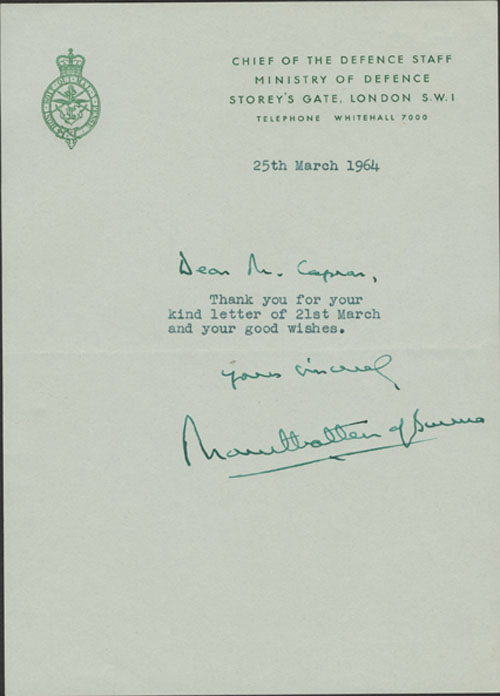 CHIEF OF THE DEFENCE STAFF
MINISTRY OF DEFENCE
STOREY'S GATE, LONDON S.W.1
TELEPHONE WHITEHALL 7000
25th March 1964
Dear Mr. Capran,
Thank you for your
kind letter of 21st March
and your good wishes.
Yours sincerely
Mountbatten of Burma